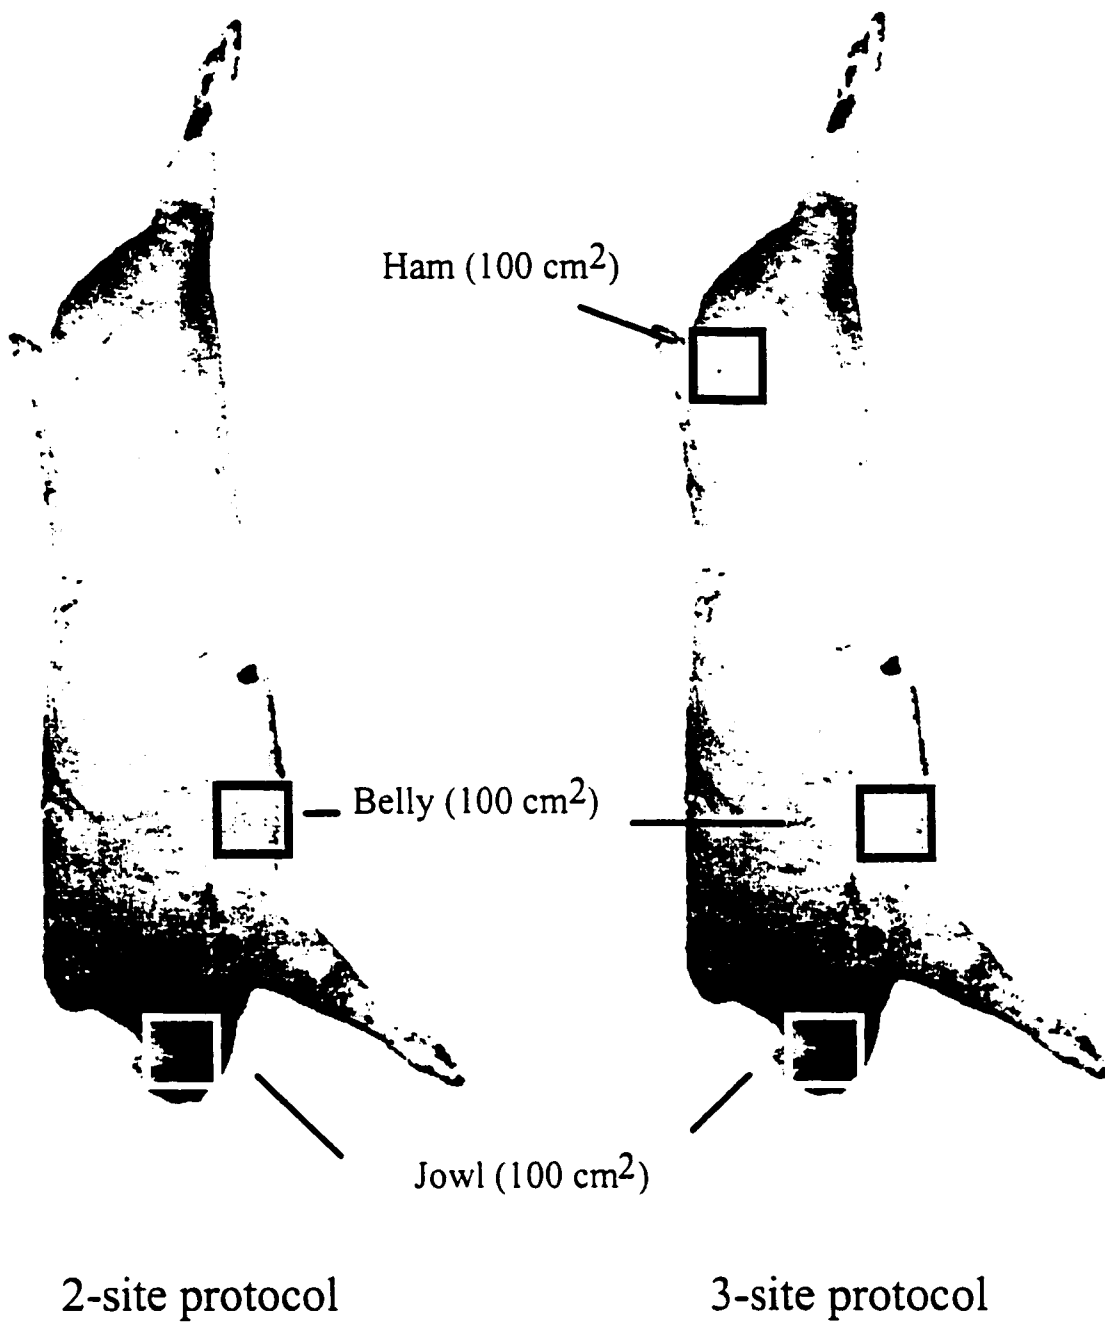 Ham (100 cm²)
Belly (100 cm²)
Jowl (100 cm²)
2-site protocol
3-site protocol